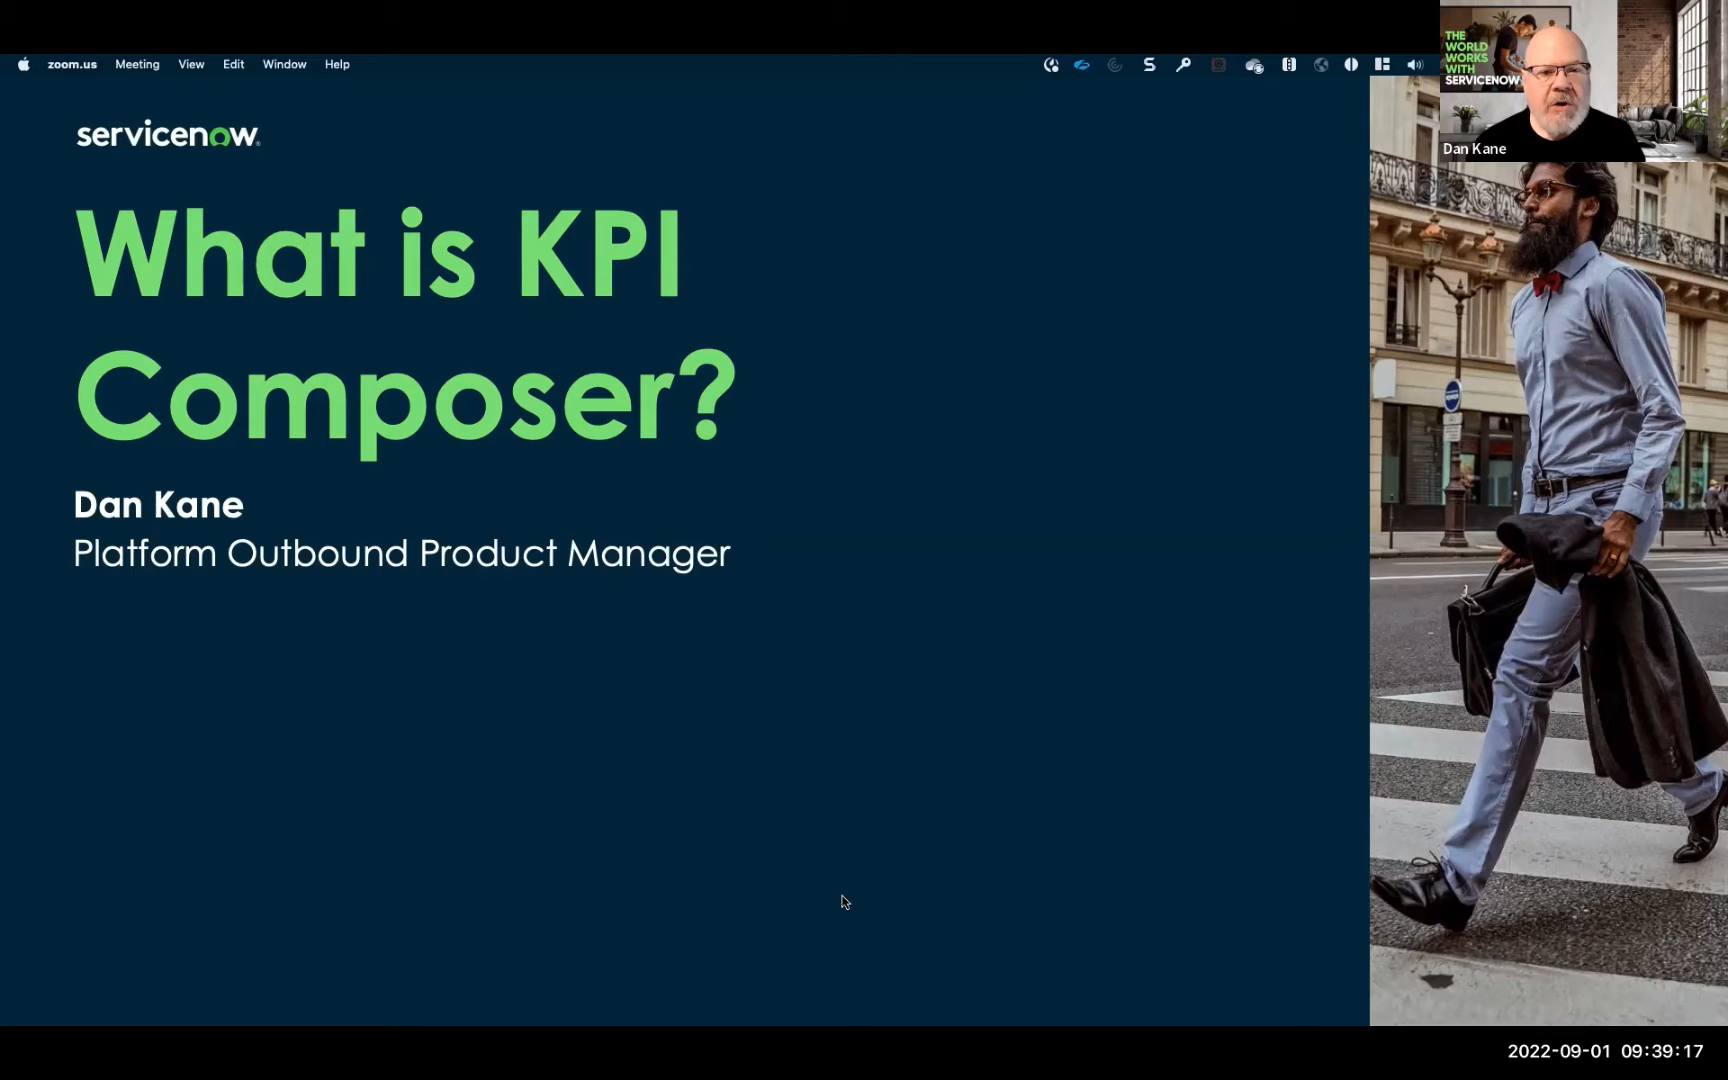 zoom.us Meeting View Edit Window Help
THE
WORLD
WORKS
WITH
SERVICENOW
Dan Kane
servicenow
What is KPI
Composer?
Dan Kane
Platform Outbound Product Manager
2022-09-01 09:39:17